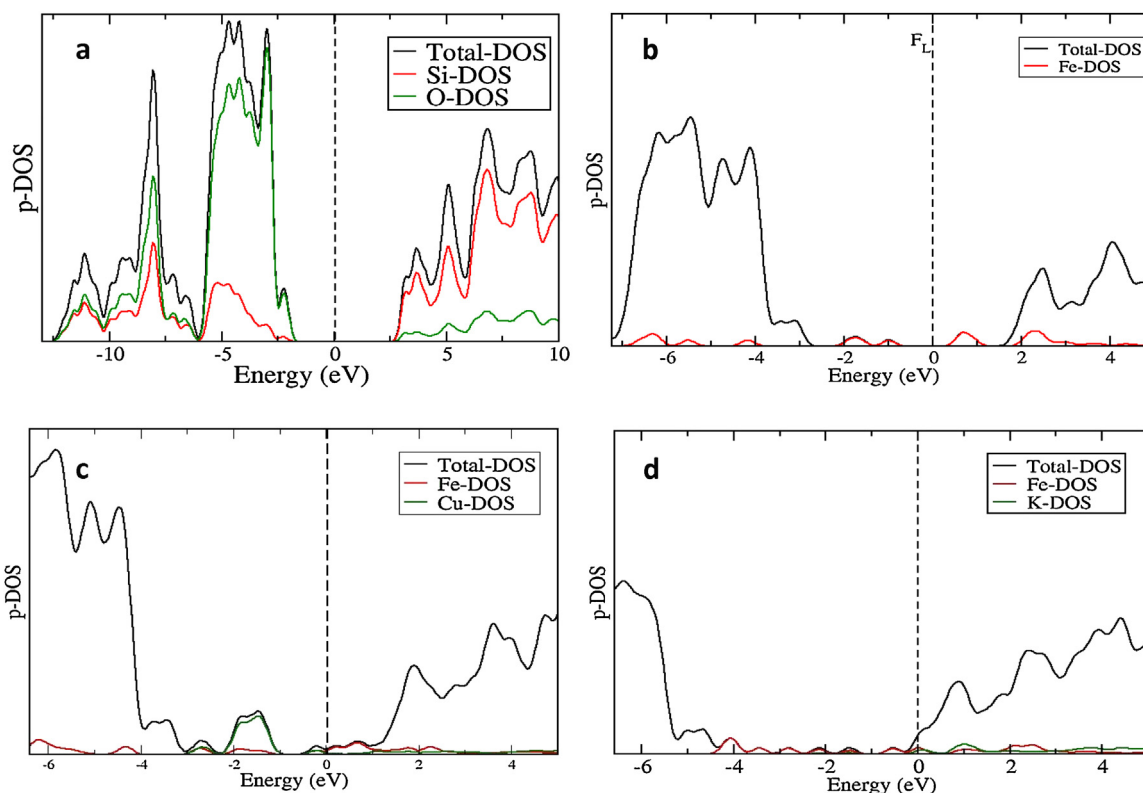 a
Total-DOS
Si-DOS
O-DOS
p-DOS
-10
-5
0
5
10
Energy (eV)
b
F_L
Total-DOS
Fe-DOS
p-DOS
-6
-4
-2
0
2
4
Energy (eV)
c
Total-DOS
Fe-DOS
Cu-DOS
p-DOS
-6
-4
-2
0
2
4
Energy (eV)
d
Total-DOS
Fe-DOS
K-DOS
p-DOS
-6
-4
-2
0
2
4
Energy (eV)